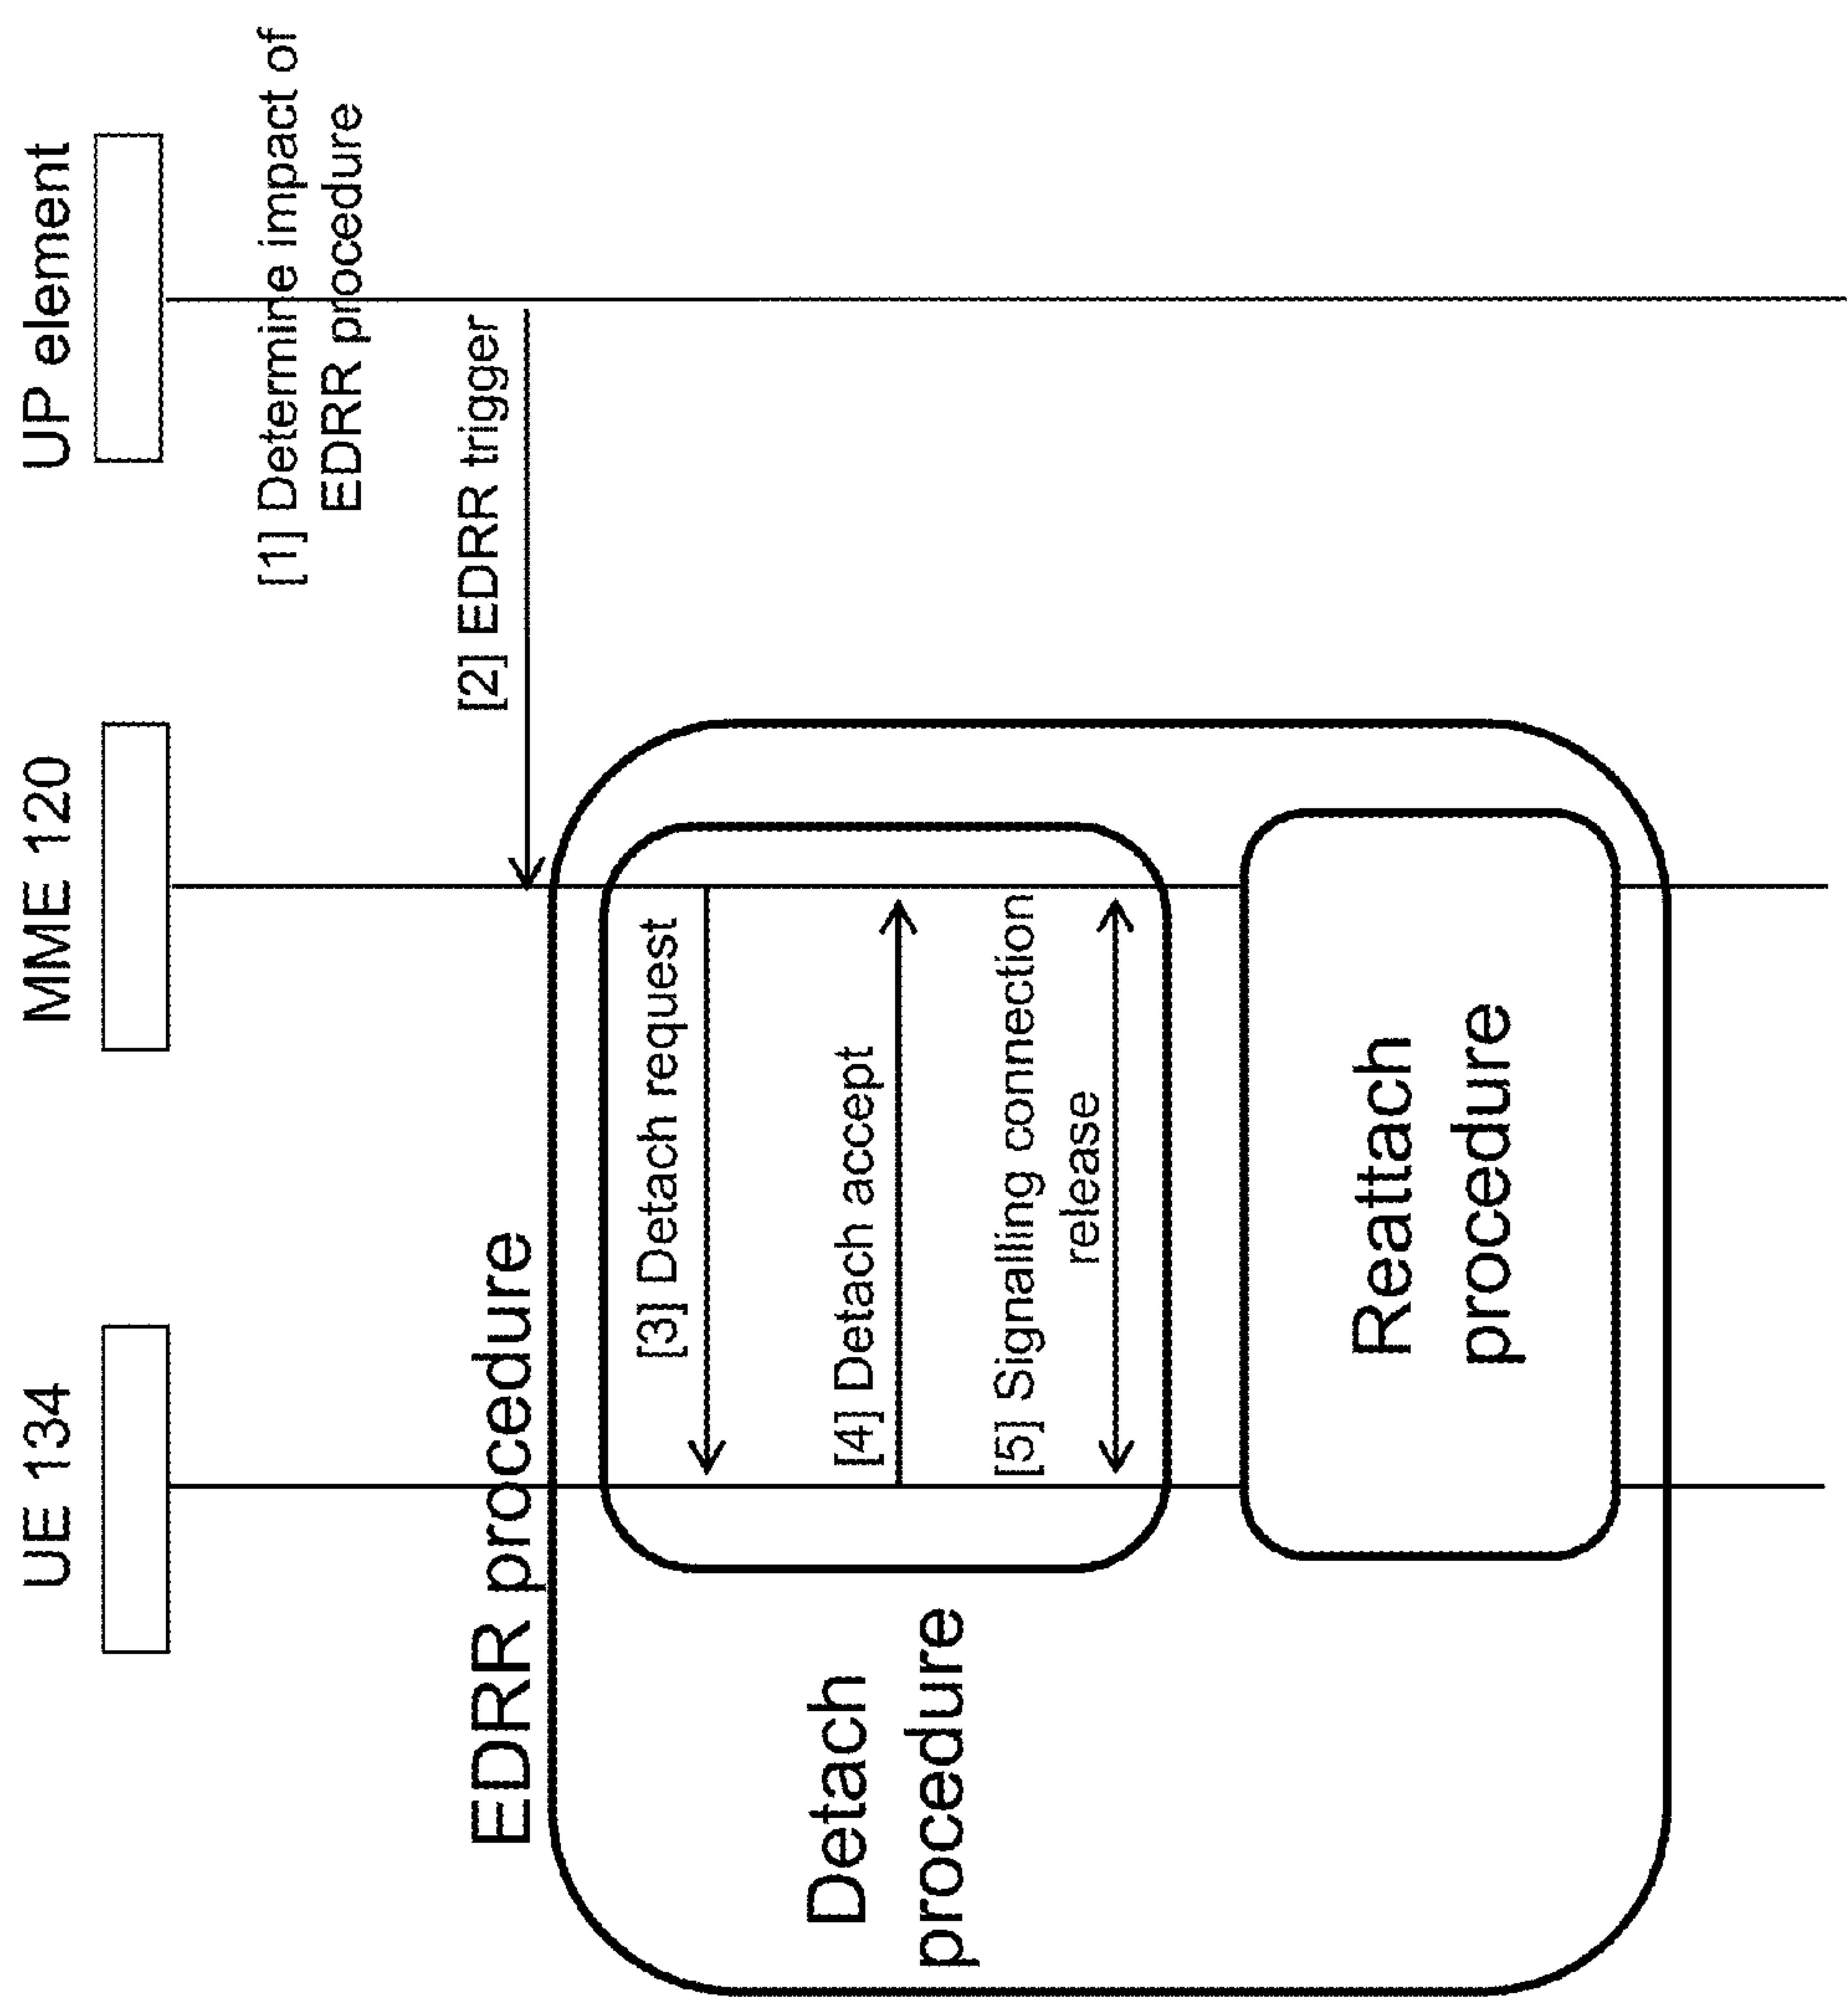 UE 134
MME 120
UP element
[1] Determine impact of
EDRR procedure
[2] EDRR trigger
EDRR procedure
[3] Detach request
Detach
procedure
[4] Detach accept
[5] Signalling connection
release
Reattach
procedure